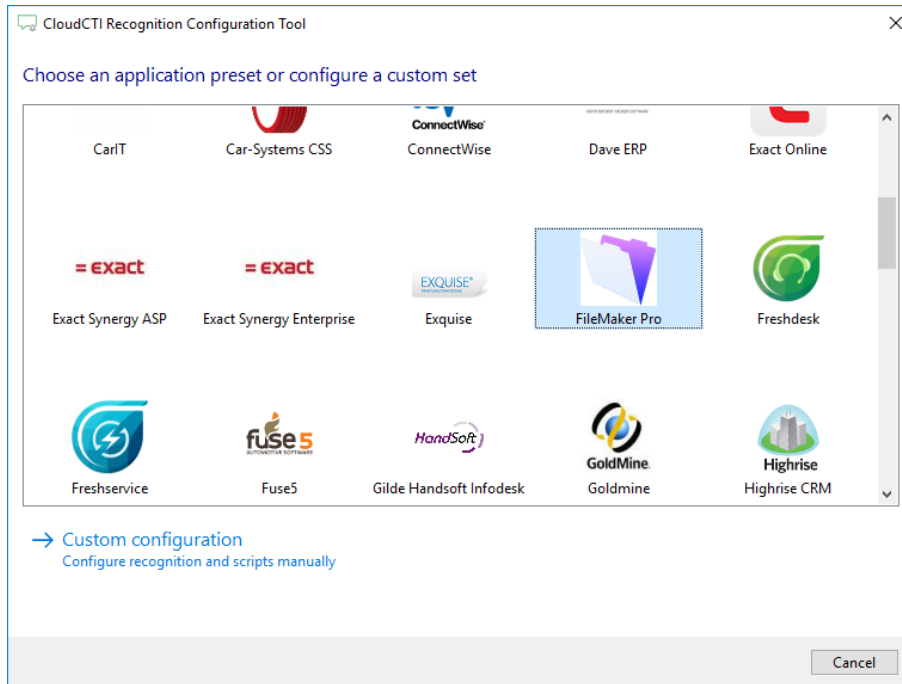 CloudCTI Recognition Configuration Tool
Choose an application preset or configure a custom set
ConnectWise
CarIT
Car-Systems CSS
ConnectWise
Dave ERP
Exact Online
= exact
= exact
EXQUISE
Exact Synergy ASP
Exact Synergy Enterprise
Exquise
FileMaker Pro
Freshdesk
fuse5
AUTOMOTIVE SOFTWARE
HandSoft
GoldMine
Highrise
Freshservice
Fuse5
Gilde Handsoft Infodesk
Goldmine
Highrise CRM
Custom configuration
Configure recognition and scripts manually
Cancel